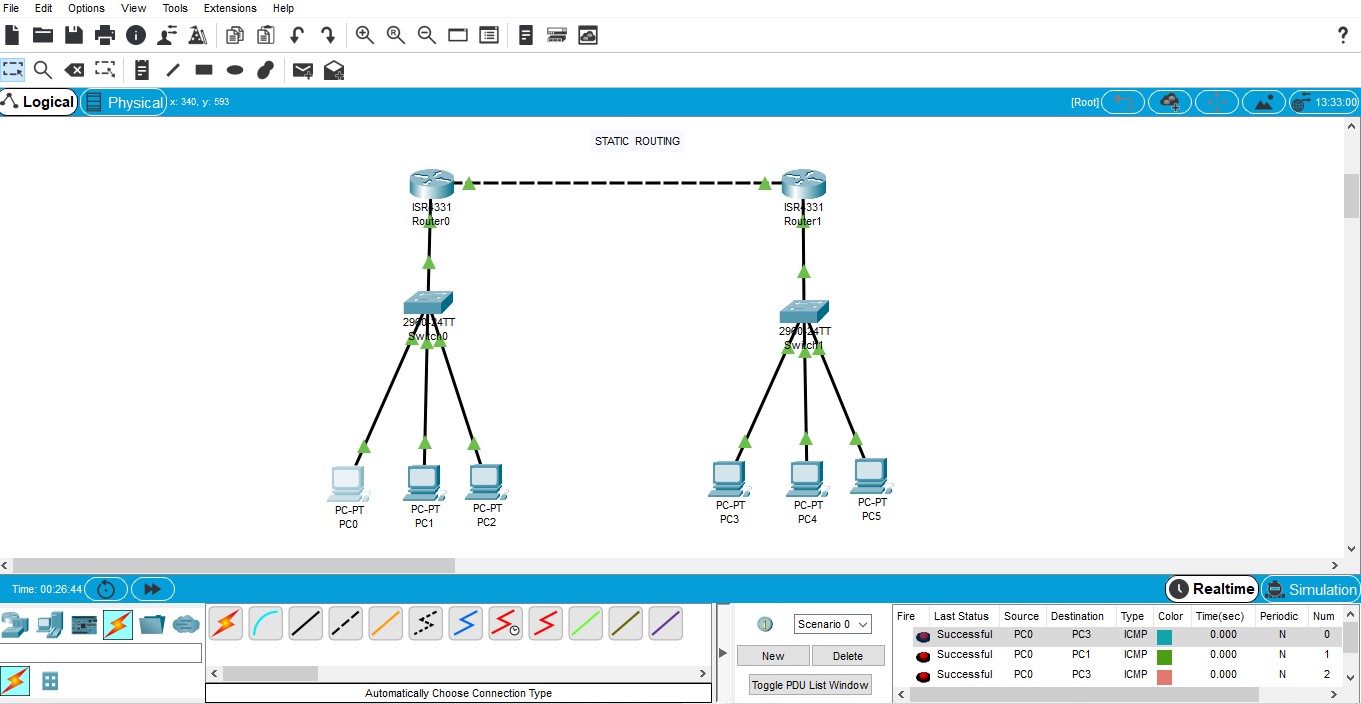 File Edit Options View Tools Extensions Help
?
Logical Physical x: 340, y: 593 [Root] 13:33:00
STATIC ROUTING
ISR4331 ISR4331
Router0 Router1
2960-24TT 2960-24TT
Switch0 Switch1
PC-PT PC-PT PC-PT PC-PT PC-PT PC-PT
PC0 PC1 PC2 PC3 PC4 PC5
Time: 00:26:44 Realtime Simulation
Scenario 0
New Delete
Toggle PDU List Window
Automatically Choose Connection Type
Fire Last Status Source Destination Type Color Time(sec) Periodic Num
Successful PC0 PC3 ICMP 0.000 N 0
Successful PC0 PC1 ICMP 0.000 N 1
Successful PC0 PC3 ICMP 0.000 N 2